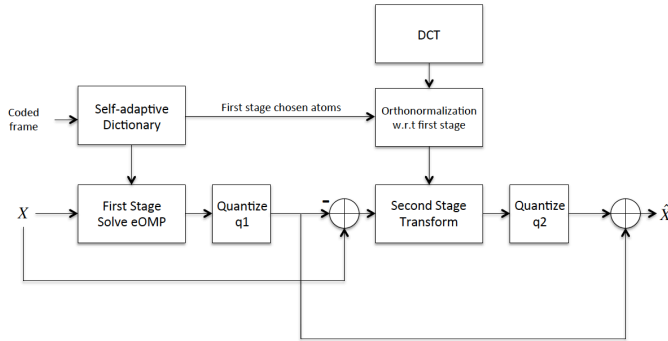 DCT
Coded
frame
Self-adaptive
Dictionary
First stage chosen atoms
Orthonormalization
w.r.t first stage
X
First Stage
Solve eOMP
Quantize
q1
-
Second Stage
Transform
Quantize
q2
X̂